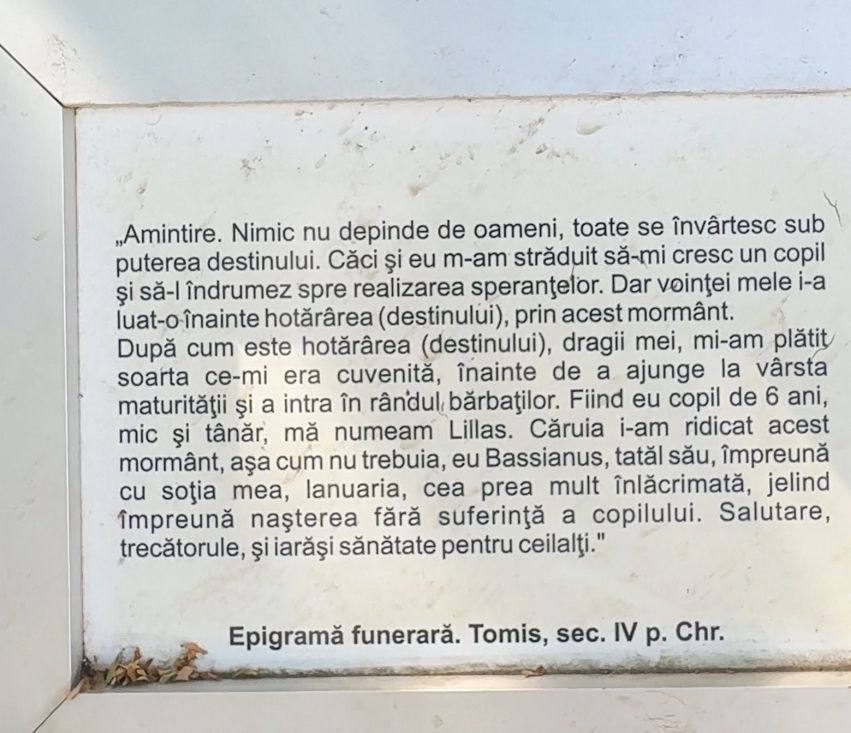 „Amintire. Nimic nu depinde de oameni, toate se învârtesc sub
puterea destinului. Căci şi eu m-am străduit să-mi cresc un copil
şi să-l îndrumez spre realizarea speranţelor. Dar voinţei mele i-a
luat-o înainte hotărârea (destinului), prin acest mormânt.
După cum este hotărârea (destinului), dragii mei, mi-am plătit
soarta ce-mi era cuvenită, înainte de a ajunge la vârsta
maturităţii şi a intra în rândul bărbaţilor. Fiind eu copil de 6 ani,
mic şi tânăr, mă numeam Lillas. Căruia i-am ridicat acest
mormânt, aşa cum nu trebuia, eu Bassianus, tatăl său, împreună
cu soţia mea, Ianuaria, cea prea mult înlăcrimată, jelind
împreună naşterea fără suferinţă a copilului. Salutare,
trecătorule, şi iarăşi sănătate pentru ceilalţi."
Epigramă funerară. Tomis, sec. IV p. Chr.